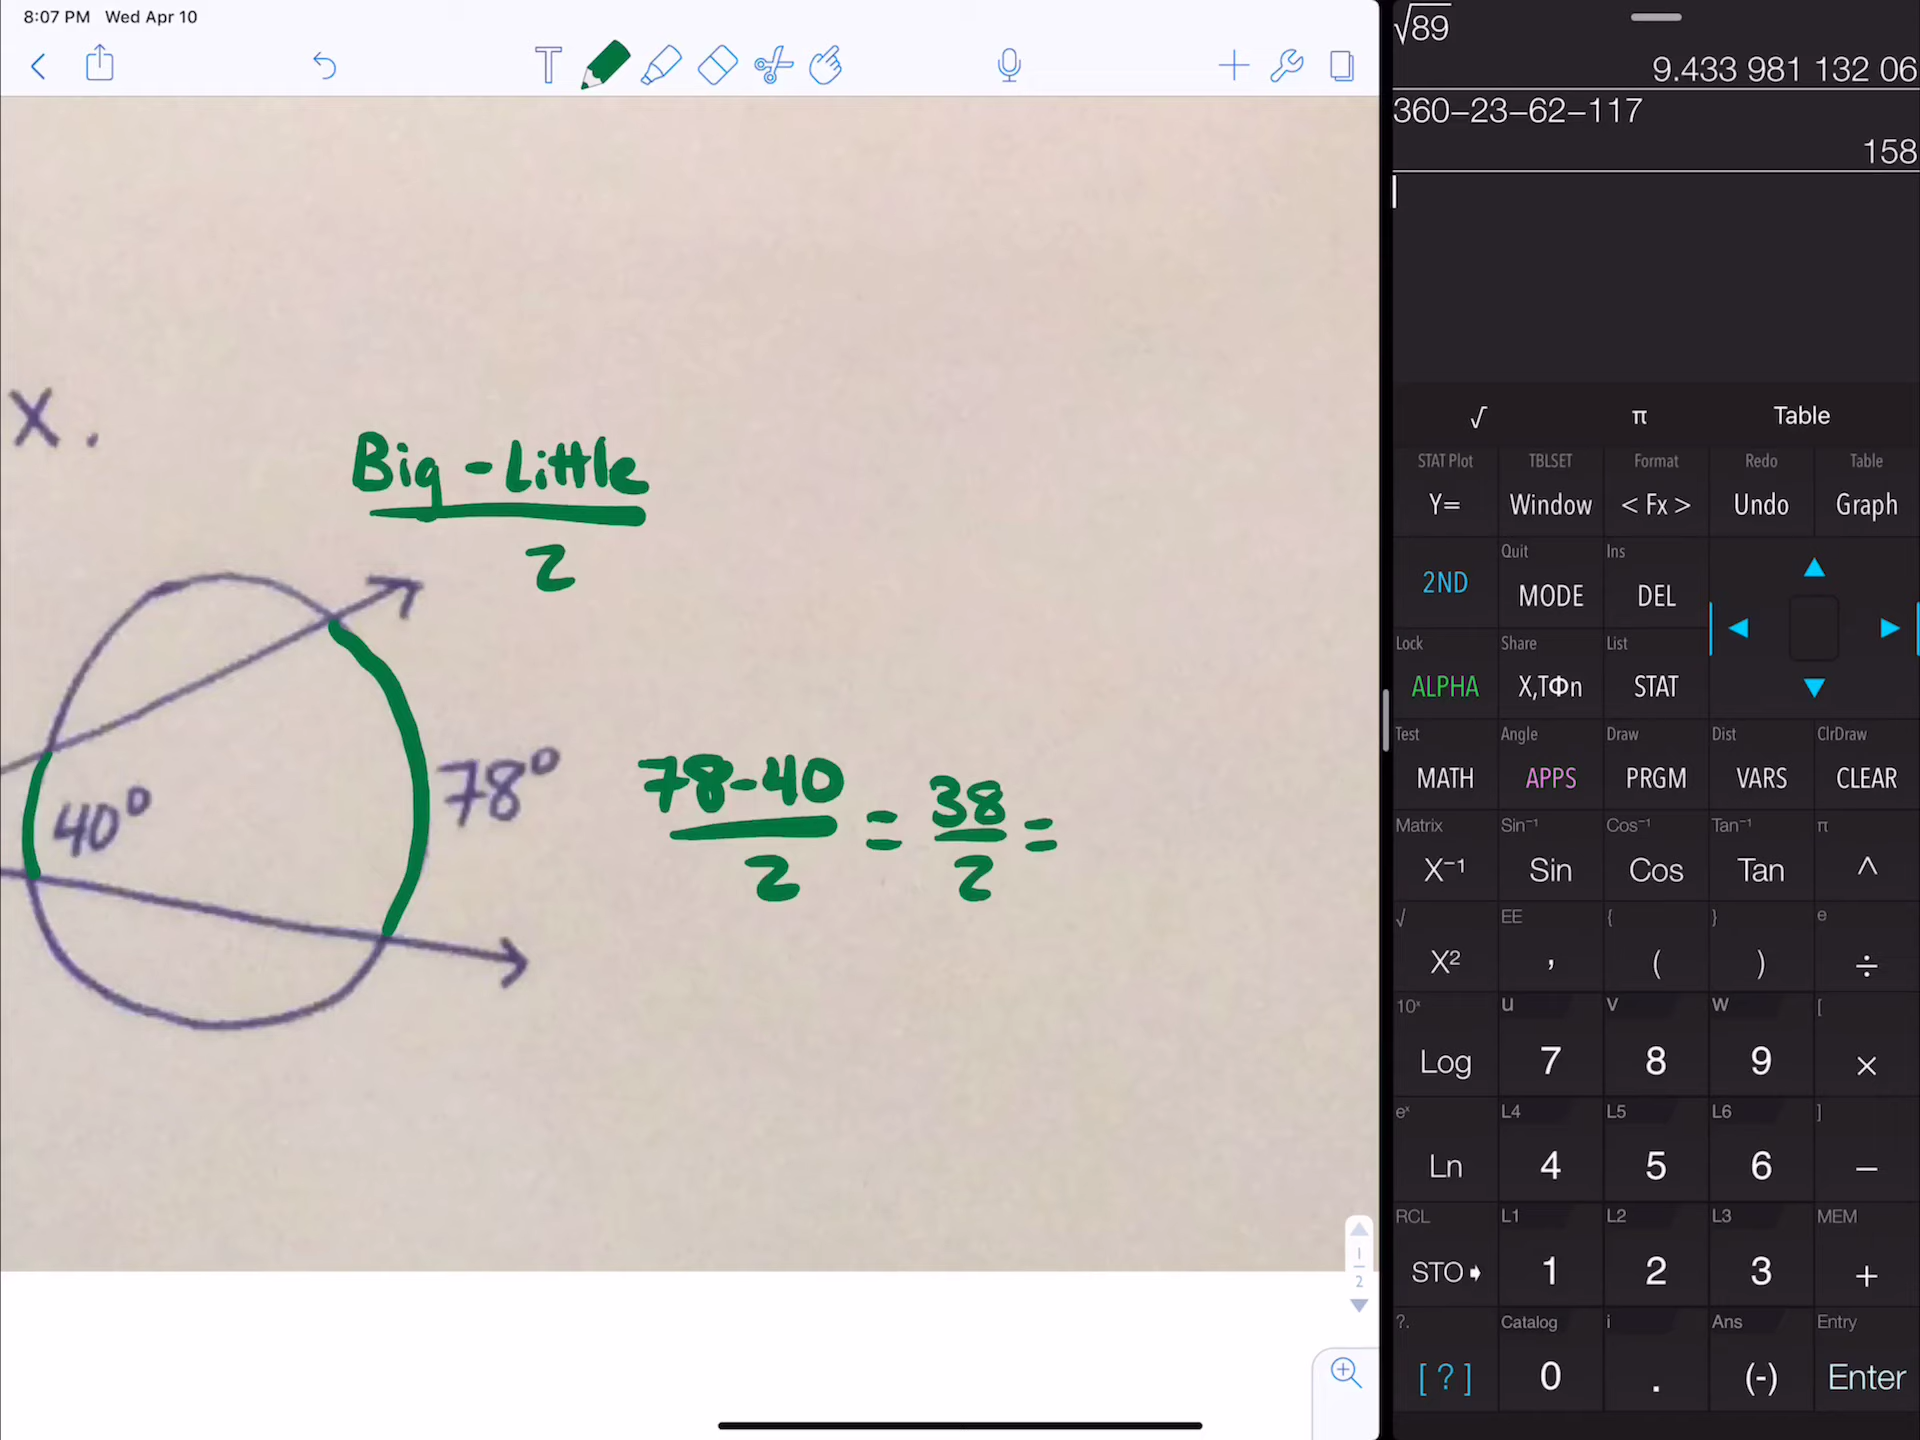 8:07 PM Wed Apr 10
T
X.
Big - Little
2
40°
78°
78-40
2
=
38
2
=
1
2
√89
9.433 981 132 06
360−23−62−117
158
√ π Table
STAT Plot TBLSET Format Redo Table
Y= Window < Fx > Undo Graph
Quit Ins
2ND MODE DEL
Lock Share List
ALPHA X,TΦn STAT
Test Angle Draw Dist ClrDraw
MATH APPS PRGM VARS CLEAR
Matrix Sin⁻¹ Cos⁻¹ Tan⁻¹ π
X⁻¹ Sin Cos Tan ^
√ EE { } e
X² , ( ) ÷
10ˣ u v w [
Log 7 8 9 ×
eˣ L4 L5 L6 ]
Ln 4 5 6 −
RCL L1 L2 L3 MEM
STO➧ 1 2 3 +
?. Catalog i Ans Entry
[ ? ] 0 . (-) Enter